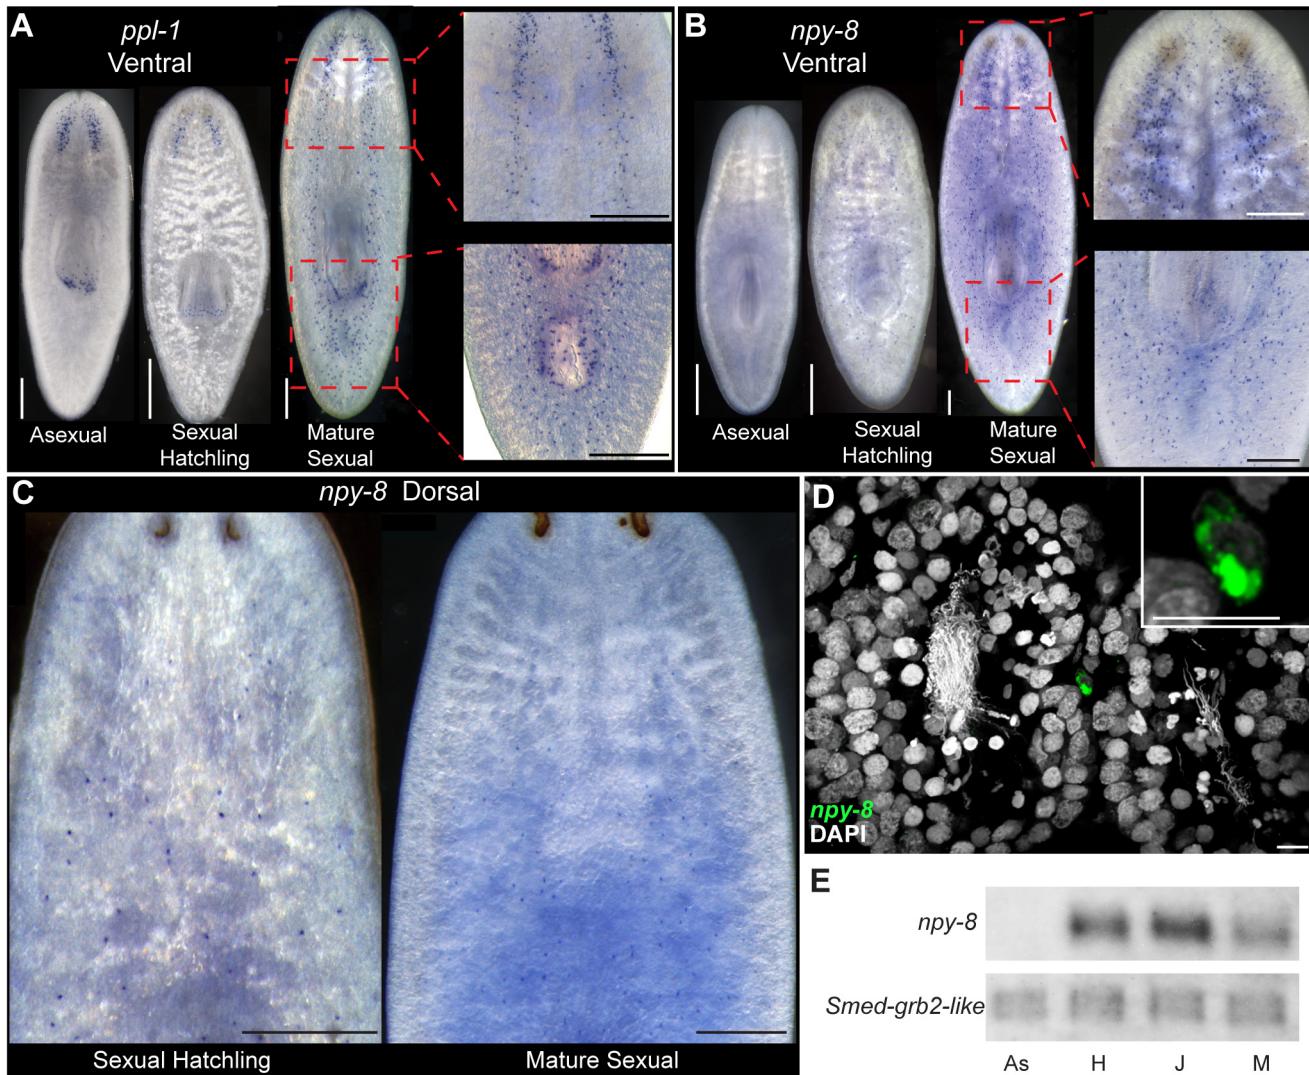 A
ppl-1
Ventral
Asexual
Sexual
Hatchling
Mature
Sexual
B
npy-8
Ventral
Asexual
Sexual
Hatchling
Mature
Sexual
C
npy-8 Dorsal
Sexual Hatchling
Mature Sexual
D
npy-8
DAPI
E
npy-8
Smed-grb2-like
As H J M